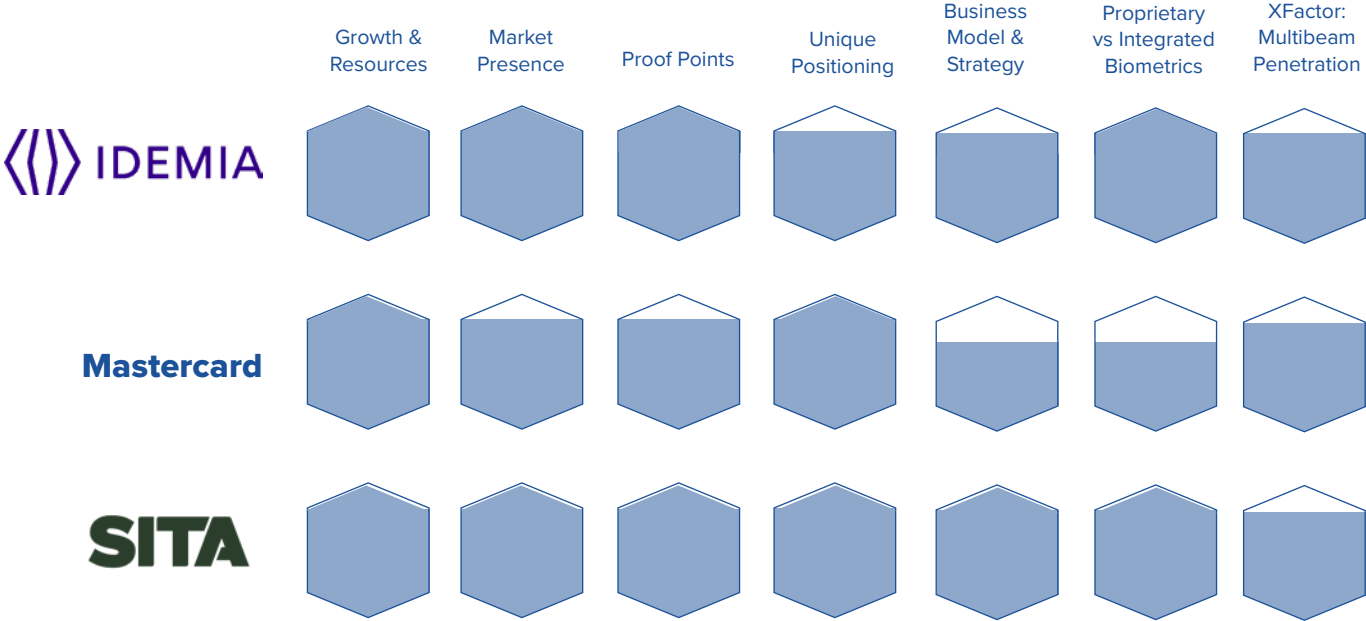 Growth &
Resources
Market
Presence
Proof Points
Unique
Positioning
Business
Model &
Strategy
Proprietary
vs Integrated
Biometrics
XFactor:
Multibeam
Penetration
IDEMIA
Mastercard
SITA